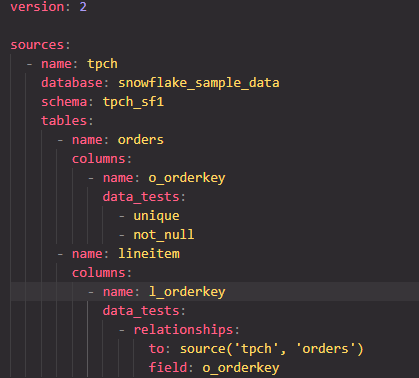 version: 2

sources:
  - name: tpch
    database: snowflake_sample_data
    schema: tpch_sf1
    tables:
      - name: orders
        columns:
          - name: o_orderkey
            data_tests:
              - unique
              - not_null
      - name: lineitem
        columns:
          - name: l_orderkey
            data_tests:
              - relationships:
                to: source('tpch', 'orders')
                field: o_orderkey